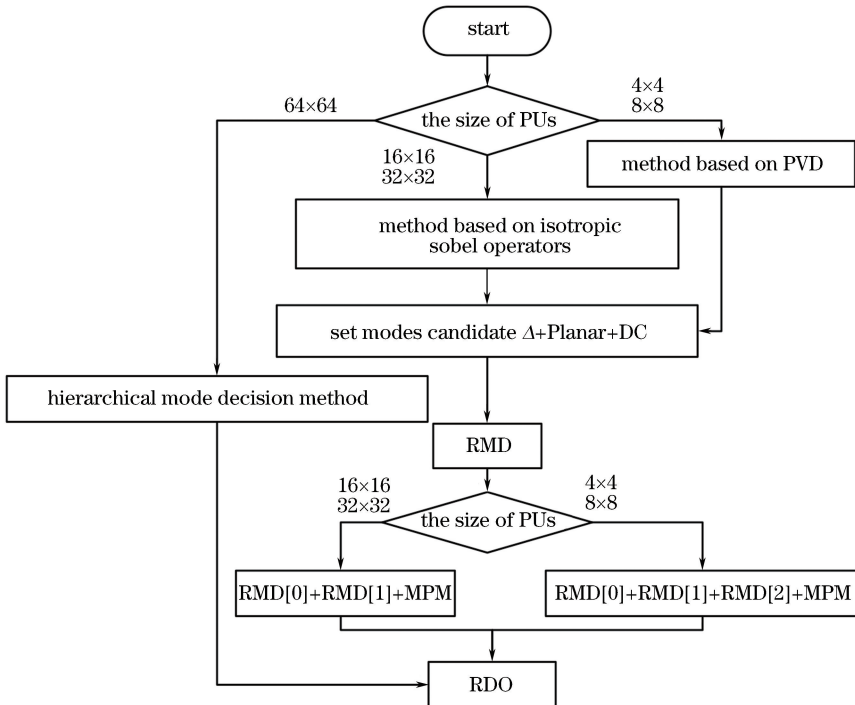 start
64×64
the size of PUs
4×4
8×8
16×16
32×32
method based on PVD
method based on isotropic
sobel operators
set modes candidate Δ+Planar+DC
hierarchical mode decision method
RMD
16×16
32×32
the size of PUs
4×4
8×8
RMD[0]+RMD[1]+MPM
RMD[0]+RMD[1]+RMD[2]+MPM
RDO